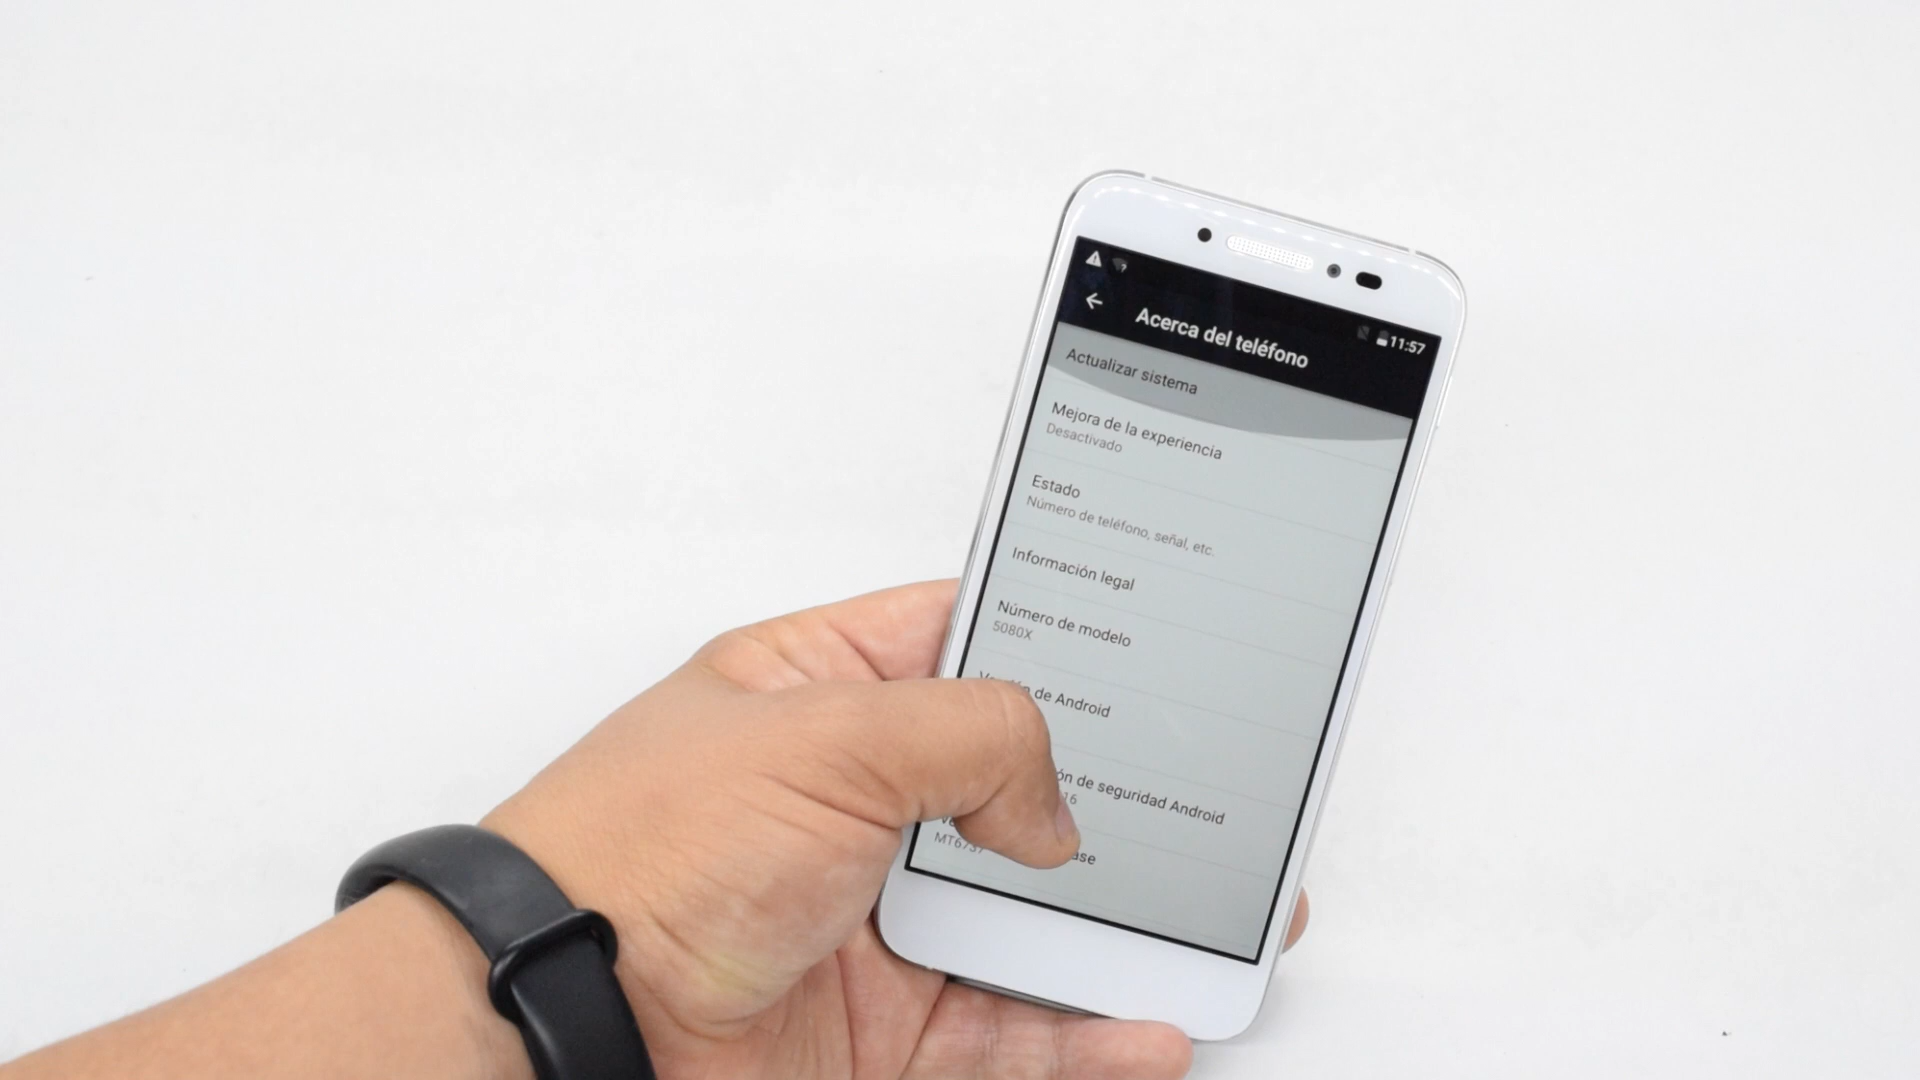 11:57
Acerca del teléfono
Actualizar sistema
Mejora de la experiencia
Desactivado
Estado
Número de teléfono, señal, etc.
Información legal
Número de modelo
5080X
de Android
de seguridad Android